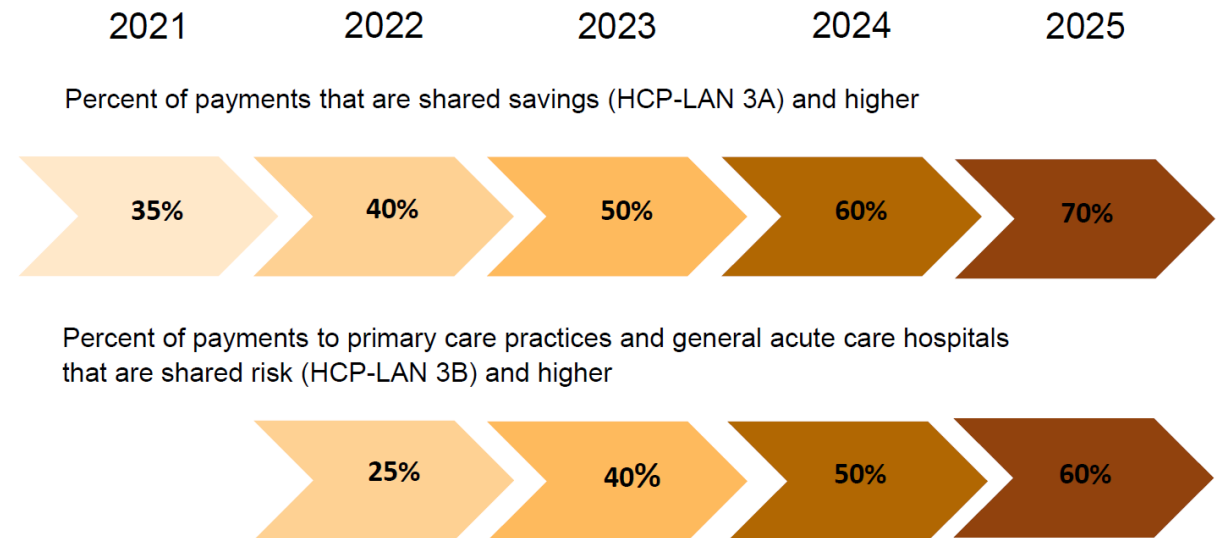 2021 2022 2023 2024 2025
Percent of payments that are shared savings (HCP-LAN 3A) and higher
35% 40% 50% 60% 70%
Percent of payments to primary care practices and general acute care hospitals
that are shared risk (HCP-LAN 3B) and higher
25% 40% 50% 60%